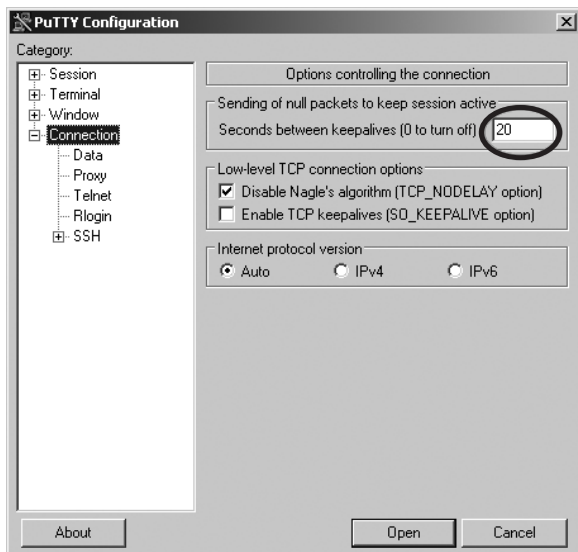 PuTTY Configuration
Category:
Session
Terminal
Window
Connection
Data
Proxy
Telnet
Rlogin
SSH
Options controlling the connection
Sending of null packets to keep session active
Seconds between keepalives (0 to turn off) 20
Low-level TCP connection options
Disable Nagle's algorithm (TCP_NODELAY option)
Enable TCP keepalives (SO_KEEPALIVE option)
Internet protocol version
Auto IPv4 IPv6
About Open Cancel